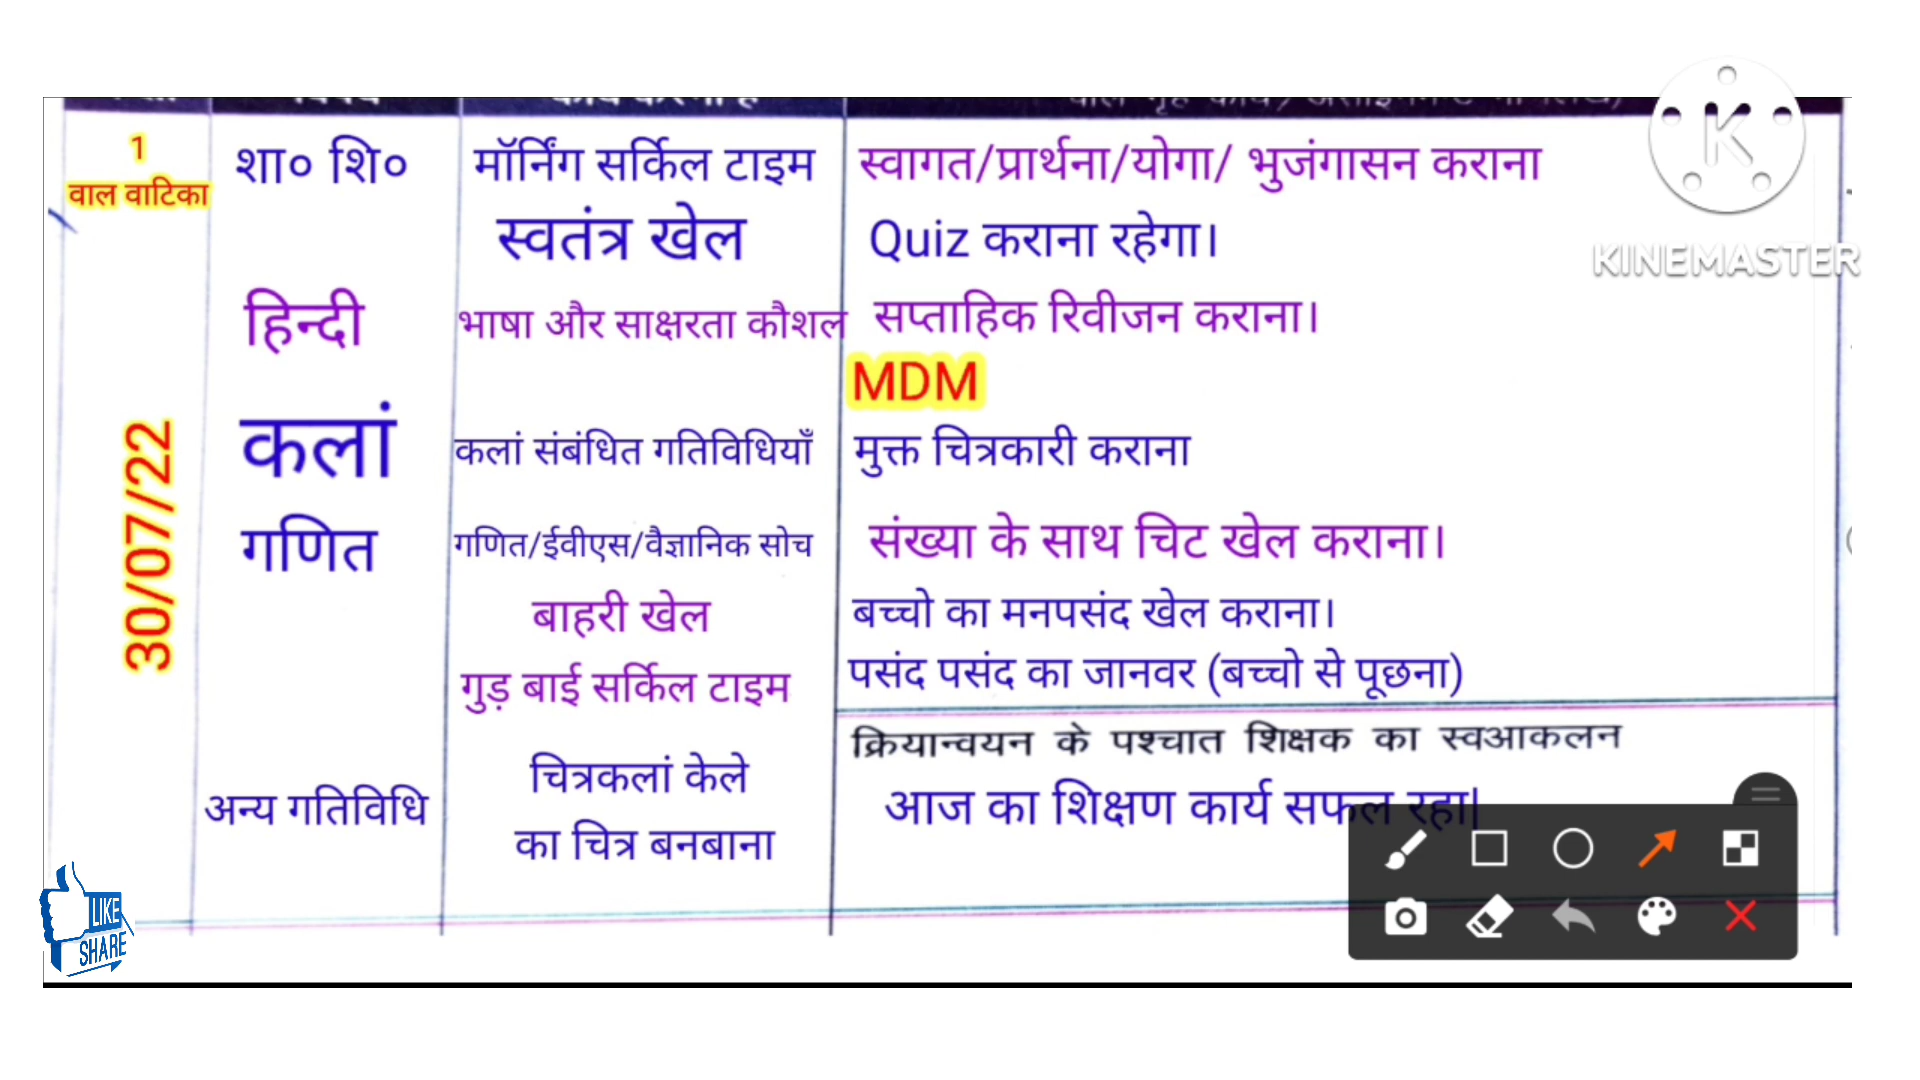 1
वाल वाटिका
शा० शि०
मॉर्निंग सर्किल टाइम
स्वागत/प्रार्थना/योगा/ भुजंगासन कराना
स्वतंत्र खेल
Quiz कराना रहेगा।
हिन्दी
भाषा और साक्षरता कौशल
सप्ताहिक रिवीजन कराना।
MDM
30/07/22
कलां
कलां संबंधित गतिविधियाँ
मुक्त चित्रकारी कराना
गणित
गणित/ईवीएस/वैज्ञानिक सोच
संख्या के साथ चिट खेल कराना।
बाहरी खेल
बच्चो का मनपसंद खेल कराना।
गुड़ बाई सर्किल टाइम
पसंद पसंद का जानवर (बच्चो से पूछना)
क्रियान्वयन के पश्चात शिक्षक का स्वआकलन
अन्य गतिविधि
चित्रकलां केले
का चित्र बनबाना
आज का शिक्षण कार्य सफल रहा|
LIKE
SHARE
K
KINEMASTER